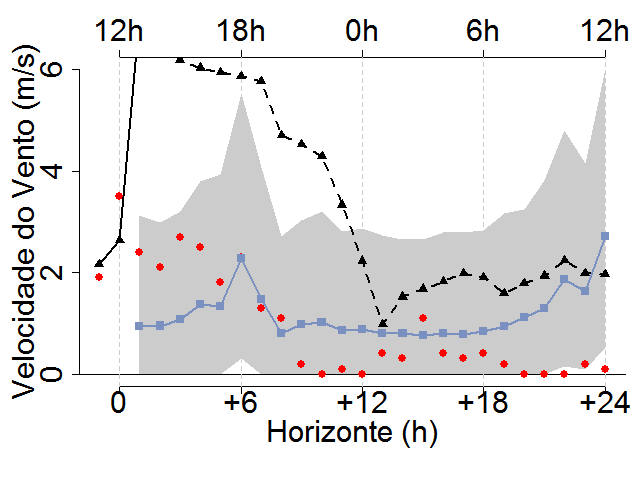 12h 18h 0h 6h 12h
Velocidade do Vento (m/s)
6
4
2
0
0 +6 +12 +18 +24
Horizonte (h)